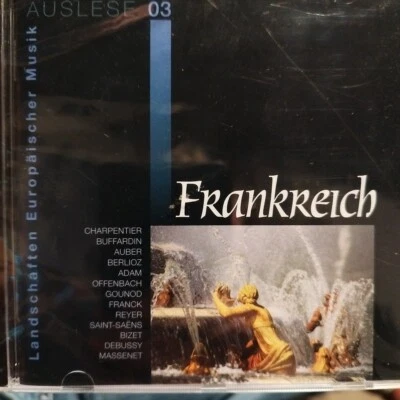 AUSLESE 03
Landschaften Europäischer Musik
Frankreich
CHARPENTIER
BUFFARDIN
AUBER
BERLIOZ
ADAM
OFFENBACH
GOUNOD
FRANCK
REYER
SAINT-SAËNS
BIZET
DEBUSSY
MASSENET